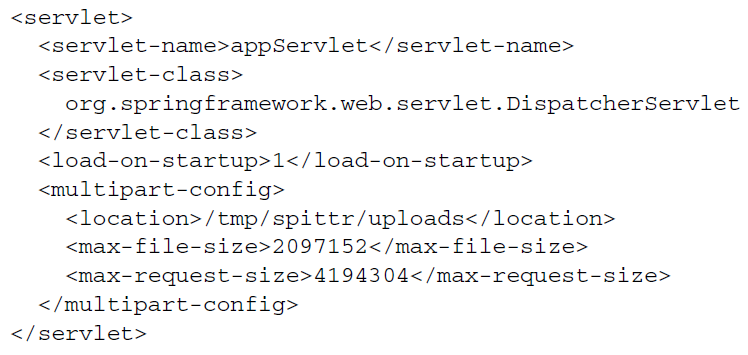 <servlet>
  <servlet-name>appServlet</servlet-name>
  <servlet-class>
    org.springframework.web.servlet.DispatcherServlet
  </servlet-class>
  <load-on-startup>1</load-on-startup>
  <multipart-config>
    <location>/tmp/spittr/uploads</location>
    <max-file-size>2097152</max-file-size>
    <max-request-size>4194304</max-request-size>
  </multipart-config>
</servlet>